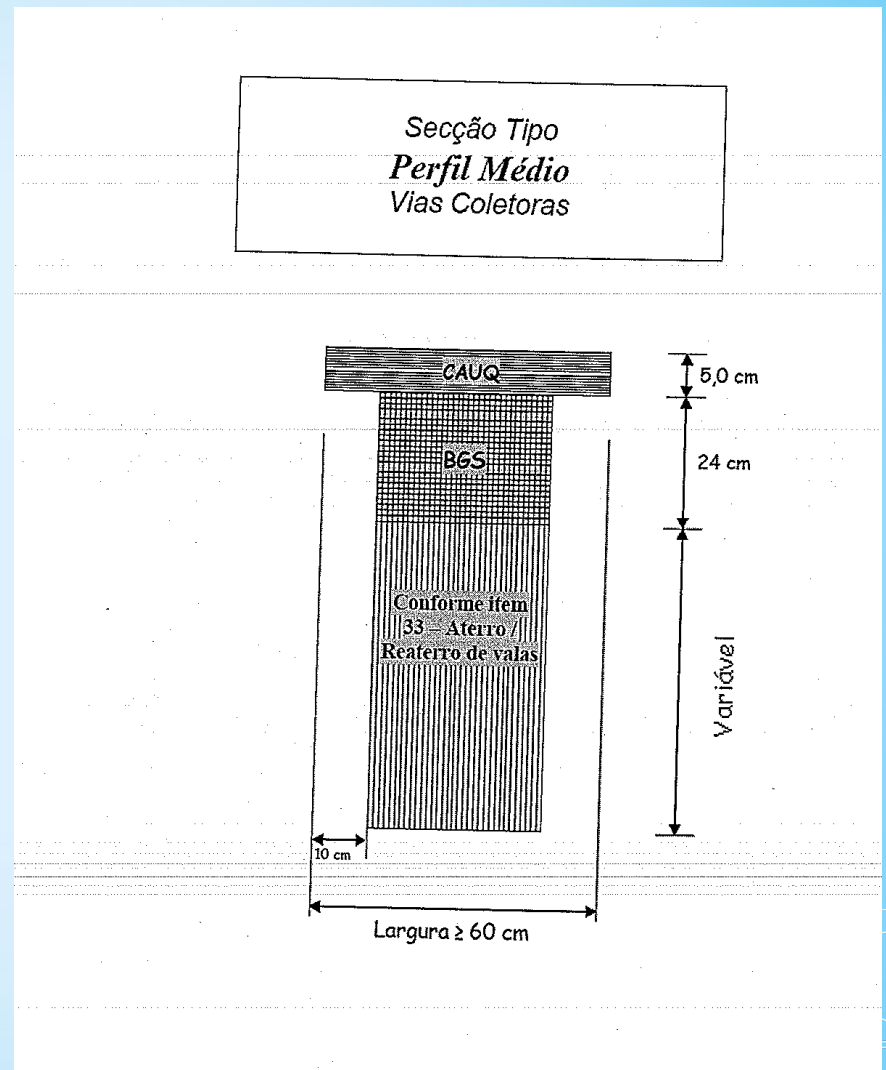 Secção Tipo
Perfil Médio
Vias Coletoras
CAUQ
5,0 cm
BGS
24 cm
Conforme item
33 – Aterro /
Reaterro de valas
Variável
10 cm
Largura ≥ 60 cm